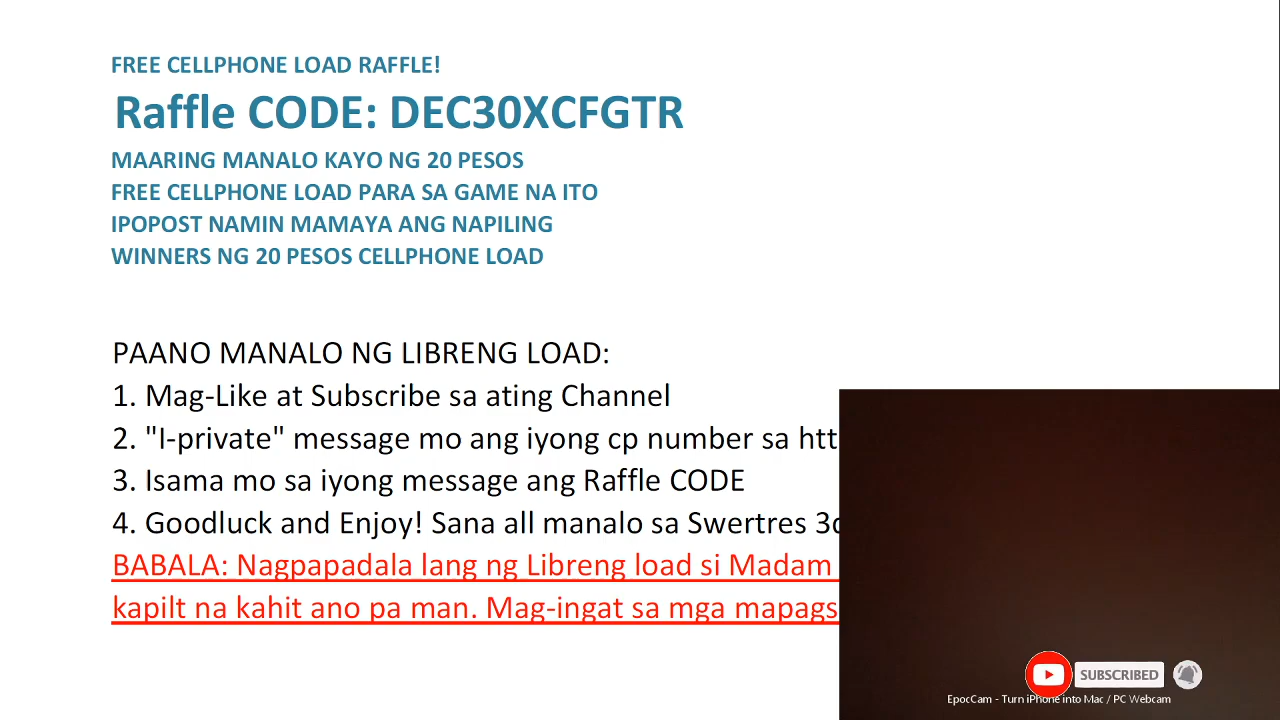 FREE CELLPHONE LOAD RAFFLE!
Raffle CODE: DEC30XCFGTR
MAARING MANALO KAYO NG 20 PESOS
FREE CELLPHONE LOAD PARA SA GAME NA ITO
IPOPOST NAMIN MAMAYA ANG NAPILING
WINNERS NG 20 PESOS CELLPHONE LOAD
PAANO MANALO NG LIBRENG LOAD:
1. Mag-Like at Subscribe sa ating Channel
2. "I-private" message mo ang iyong cp number sa htt
3. Isama mo sa iyong message ang Raffle CODE
4. Goodluck and Enjoy! Sana all manalo sa Swertres 3
BABALA: Nagpapadala lang ng Libreng load si Madam
kapilt na kahit ano pa man. Mag-ingat sa mga mapags
SUBSCRIBED
EpocCam - Turn iPhone into Mac / PC Webcam